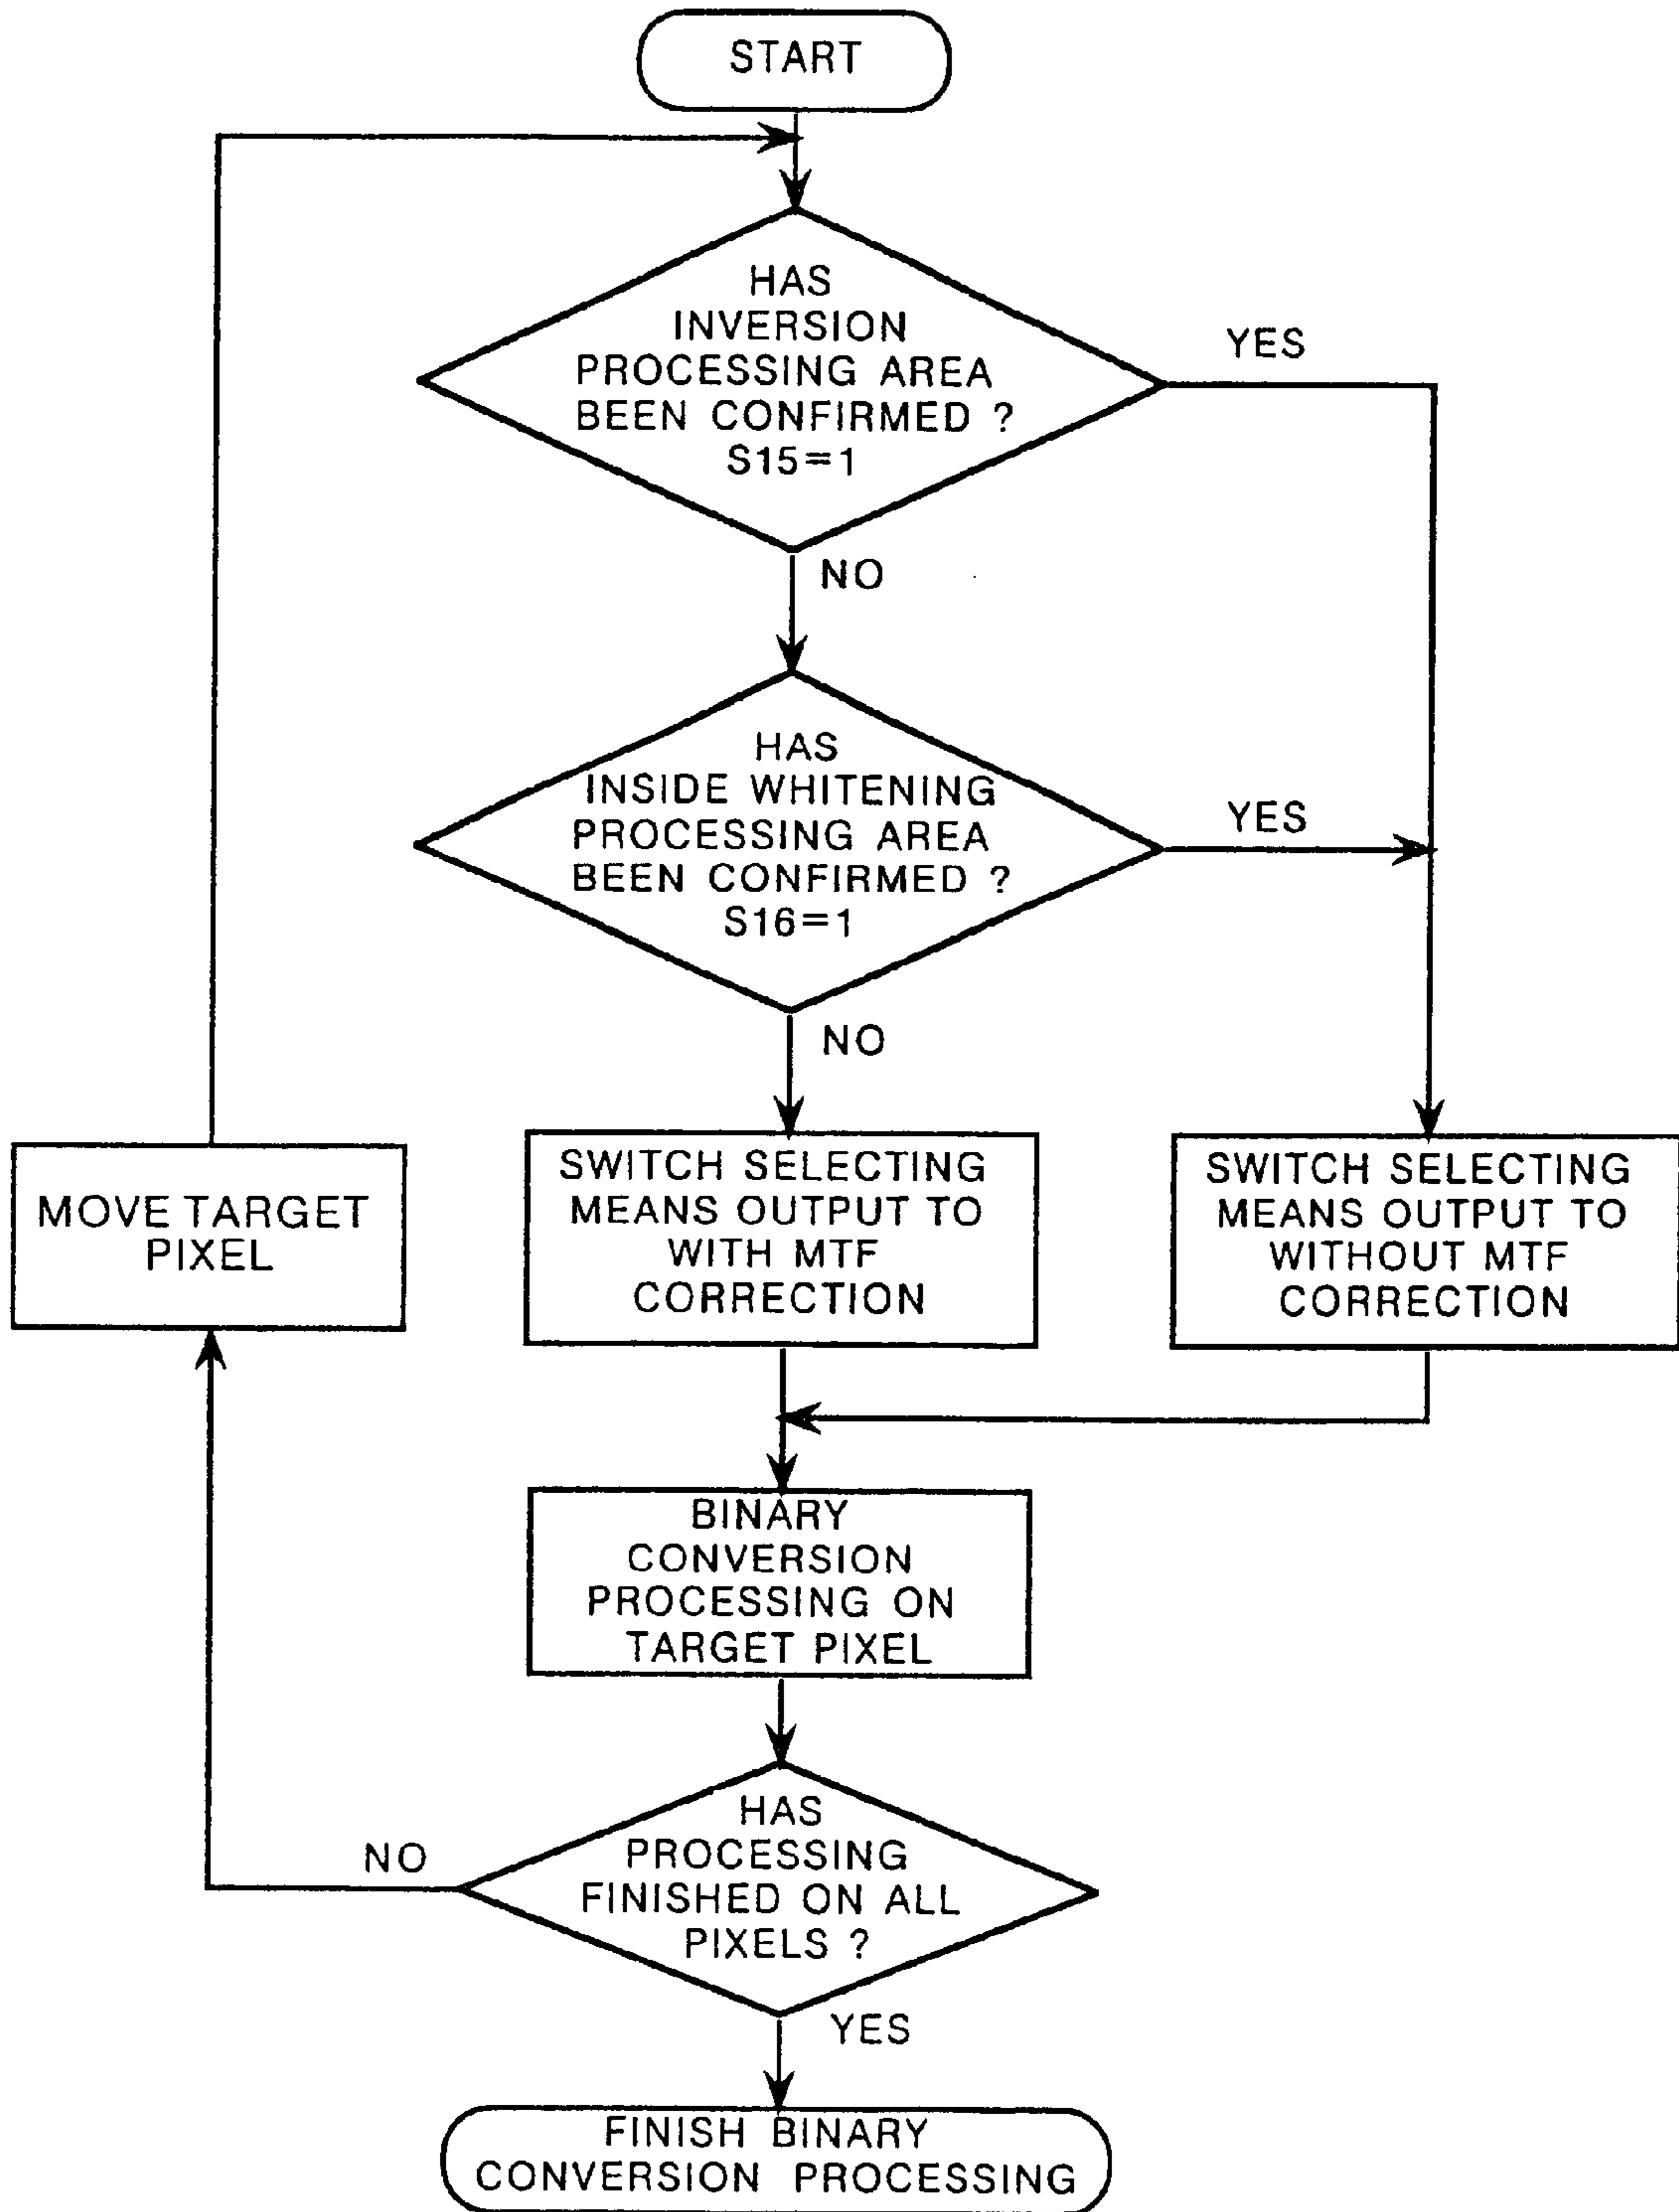 START
HAS
INVERSION
PROCESSING AREA
BEEN CONFIRMED ?
S15=1
YES
NO
HAS
INSIDE WHITENING
PROCESSING AREA
BEEN CONFIRMED ?
S16=1
YES
NO
MOVE TARGET
PIXEL
SWITCH SELECTING
MEANS OUTPUT TO
WITH MTF
CORRECTION
SWITCH SELECTING
MEANS OUTPUT TO
WITHOUT MTF
CORRECTION
BINARY
CONVERSION
PROCESSING ON
TARGET PIXEL
HAS
PROCESSING
FINISHED ON ALL
PIXELS ?
NO
YES
FINISH BINARY
CONVERSION PROCESSING